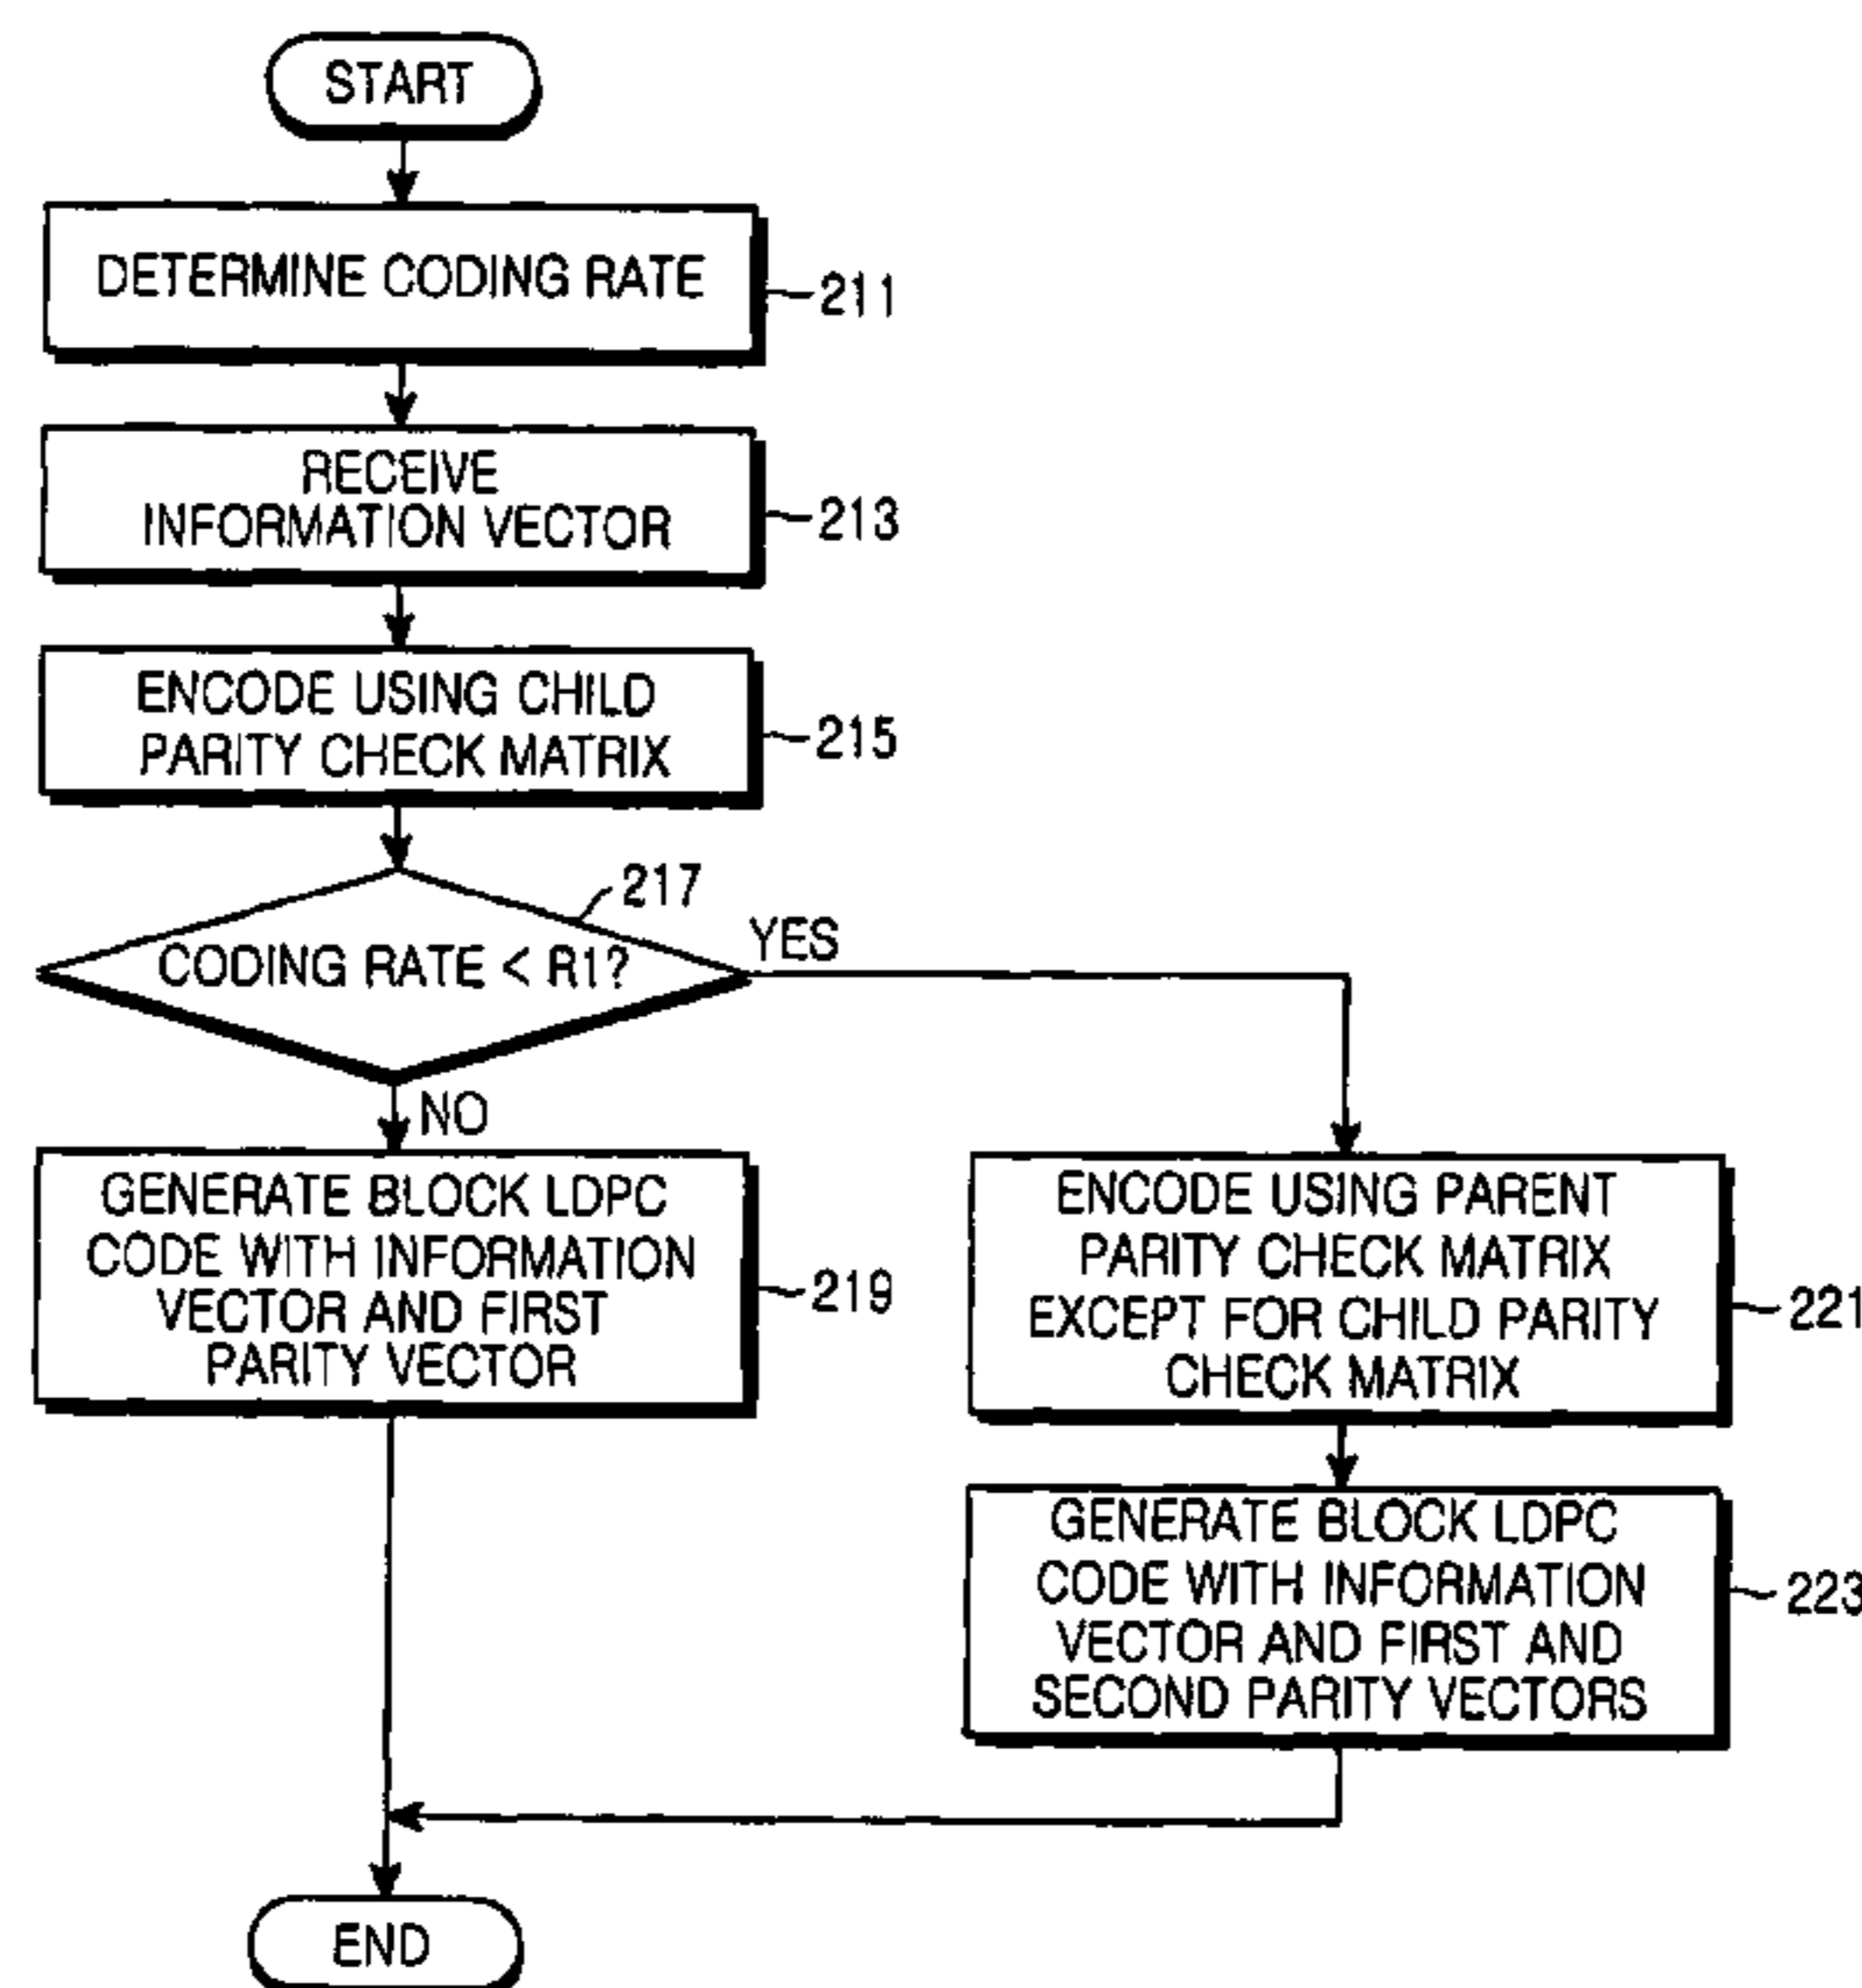 START
DETERMINE CODING RATE
211
RECEIVE
INFORMATION VECTOR
213
ENCODE USING CHILD
PARITY CHECK MATRIX
215
217
CODING RATE < R1?
YES
NO
GENERATE BLOCK LDPC
CODE WITH INFORMATION
VECTOR AND FIRST
PARITY VECTOR
219
ENCODE USING PARENT
PARITY CHECK MATRIX
EXCEPT FOR CHILD PARITY
CHECK MATRIX
221
GENERATE BLOCK LDPC
CODE WITH INFORMATION
VECTOR AND FIRST AND
SECOND PARITY VECTORS
223
END